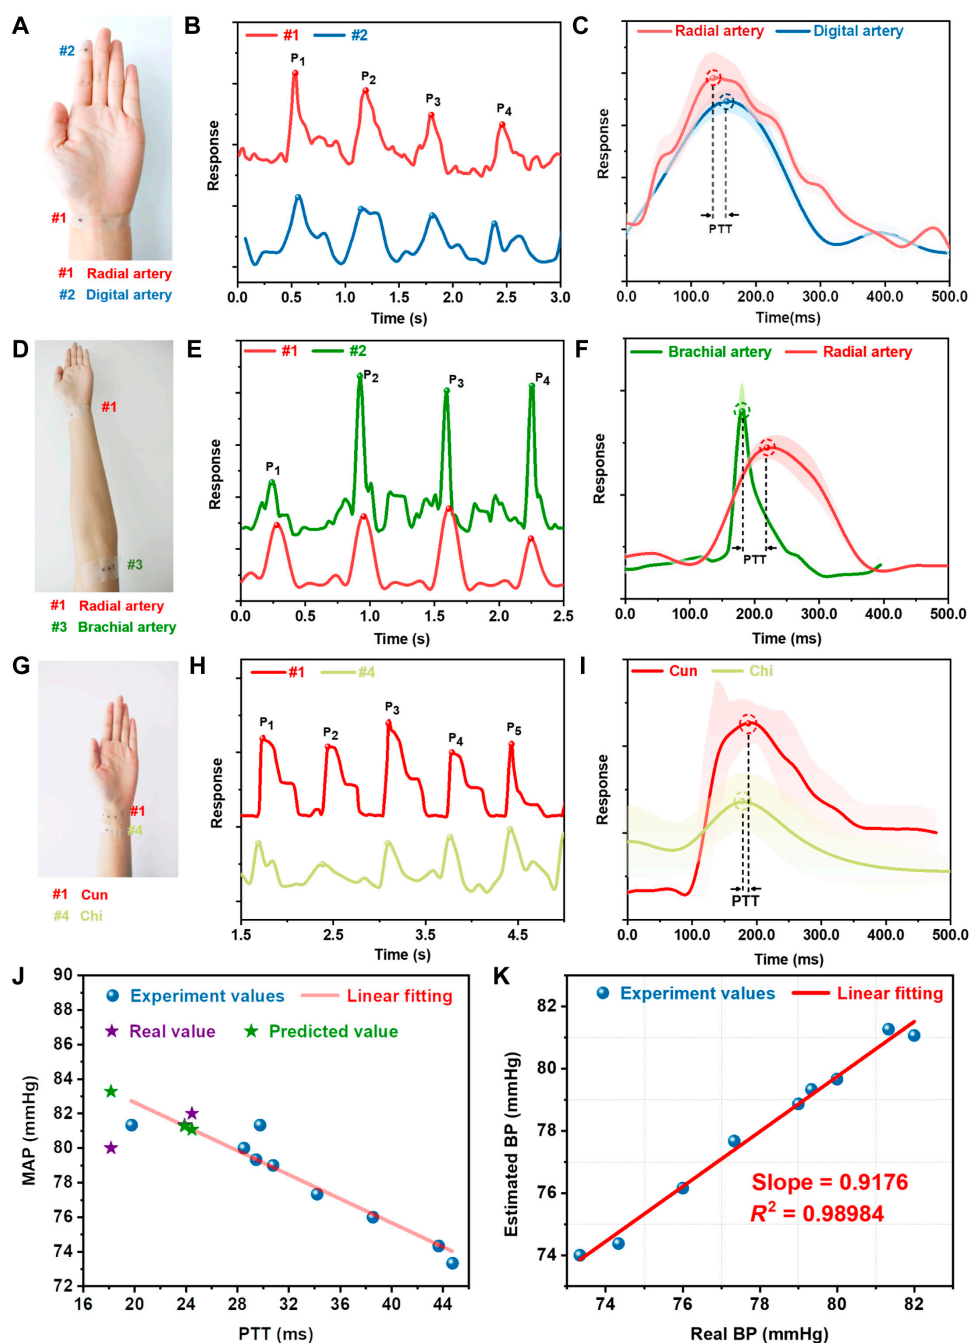 A
#2
#1
#1 Radial artery
#2 Digital artery
B
#1 #2
P1
P2
P3
P4
Response
0.0 0.5 1.0 1.5 2.0 2.5 3.0
Time (s)
C
Radial artery Digital artery
Response
PTT
0.0 100.0 200.0 300.0 400.0 500.0
Time(ms)
D
#1
#3
#1 Radial artery
#3 Brachial artery
E
#1 #2
P1
P2
P3
P4
Response
0.0 0.5 1.0 1.5 2.0 2.5
Time (s)
F
Brachial artery Radial artery
Response
PTT
0.0 100.0 200.0 300.0 400.0 500.0
Time (ms)
G
#1
#4
#1 Cun
#4 Chi
H
#1 #4
P1
P2
P3
P4
P5
Response
1.5 2.5 3.5 4.5
Time (s)
I
Cun Chi
Response
PTT
0.0 100.0 200.0 300.0 400.0 500.0
Time (ms)
J
Experiment values Linear fitting
Real value Predicted value
MAP (mmHg)
90
88
86
84
82
80
78
76
74
72
16 20 24 28 32 36 40 44
PTT (ms)
K
Experiment values Linear fitting
Estimated BP (mmHg)
82
81
78
76
74
Slope = 0.9176
R² = 0.98984
74 76 78 80 82
Real BP (mmHg)